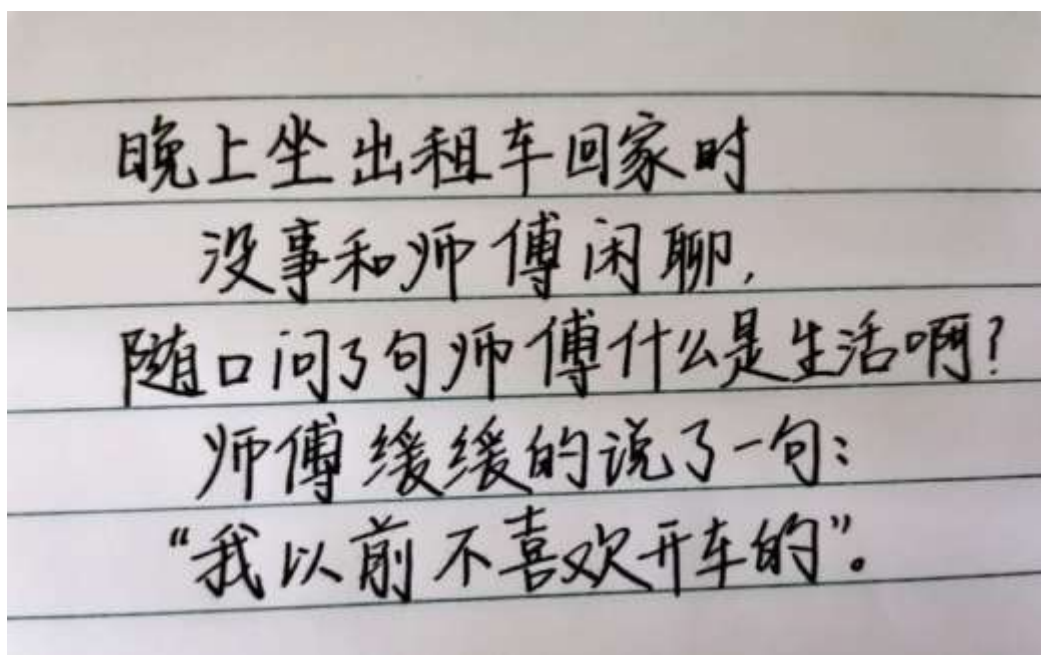 晚上坐出租车回家时
没事和师傅闲聊,
随口问了句师傅什么是生活啊?
师傅缓缓的说了一句:
“我以前不喜欢开车的”。